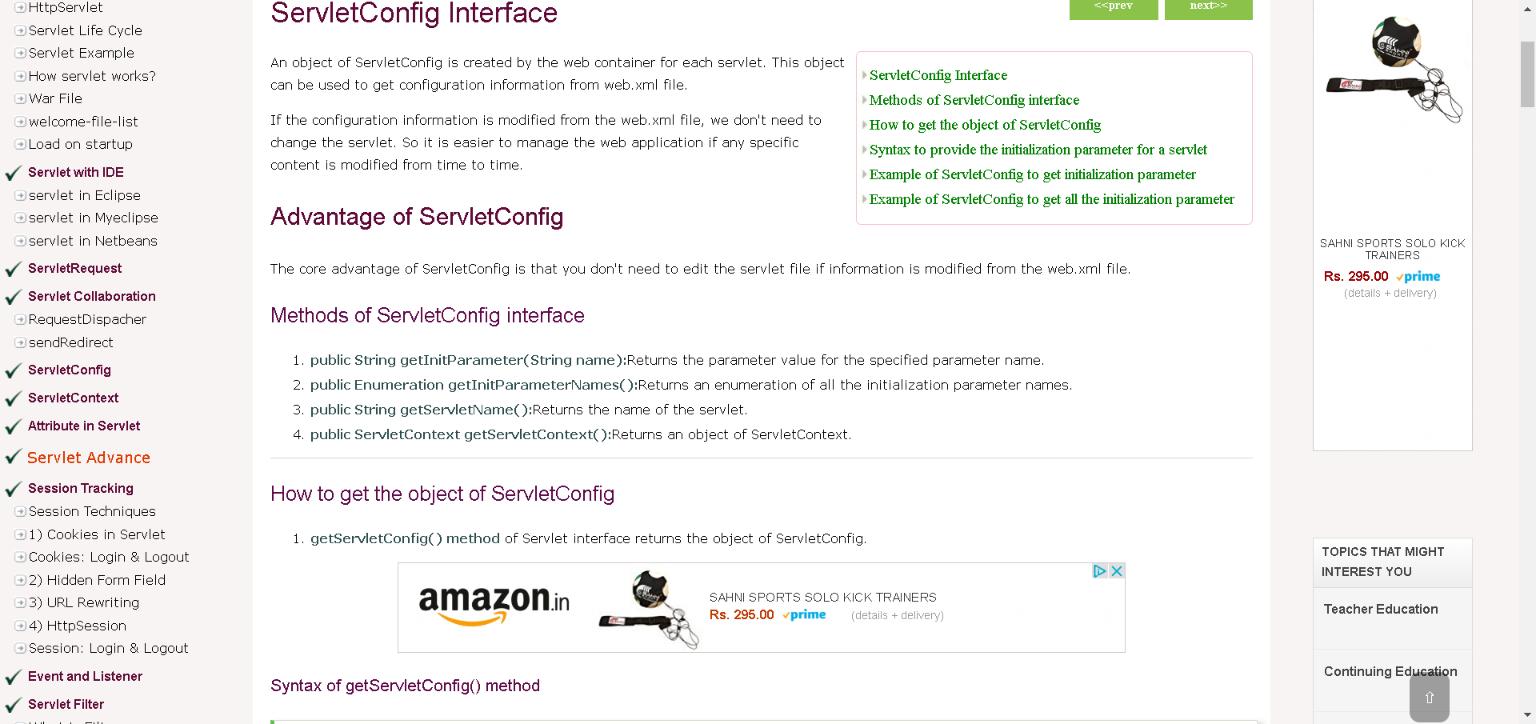 HttpServlet
Servlet Life Cycle
Servlet Example
How servlet works?
War File
welcome-file-list
Load on startup
Servlet with IDE
servlet in Eclipse
servlet in Myeclipse
servlet in Netbeans
ServletRequest
Servlet Collaboration
RequestDispacher
sendRedirect
ServletConfig
ServletContext
Attribute in Servlet
Servlet Advance
Session Tracking
Session Techniques
1) Cookies in Servlet
Cookies: Login & Logout
2) Hidden Form Field
3) URL Rewriting
4) HttpSession
Session: Login & Logout
Event and Listener
Servlet Filter
ServletConfig Interface
<<prev
next>>
An object of ServletConfig is created by the web container for each servlet. This object
can be used to get configuration information from web.xml file.
If the configuration information is modified from the web.xml file, we don't need to
change the servlet. So it is easier to manage the web application if any specific
content is modified from time to time.
ServletConfig Interface
Methods of ServletConfig interface
How to get the object of ServletConfig
Syntax to provide the initialization parameter for a servlet
Example of ServletConfig to get initialization parameter
Example of ServletConfig to get all the initialization parameter
Advantage of ServletConfig
The core advantage of ServletConfig is that you don't need to edit the servlet file if information is modified from the web.xml file.
Methods of ServletConfig interface
1. public String getInitParameter(String name):Returns the parameter value for the specified parameter name.
2. public Enumeration getInitParameterNames():Returns an enumeration of all the initialization parameter names.
3. public String getServletName():Returns the name of the servlet.
4. public ServletContext getServletContext():Returns an object of ServletContext.
How to get the object of ServletConfig
1. getServletConfig() method of Servlet interface returns the object of ServletConfig.
amazon.in
SAHNI SPORTS SOLO KICK TRAINERS
Rs. 295.00 prime (details + delivery)
Syntax of getServletConfig() method
SAHNI SPORTS SOLO KICK
TRAINERS
Rs. 295.00 prime
(details + delivery)
TOPICS THAT MIGHT
INTEREST YOU
Teacher Education
Continuing Education